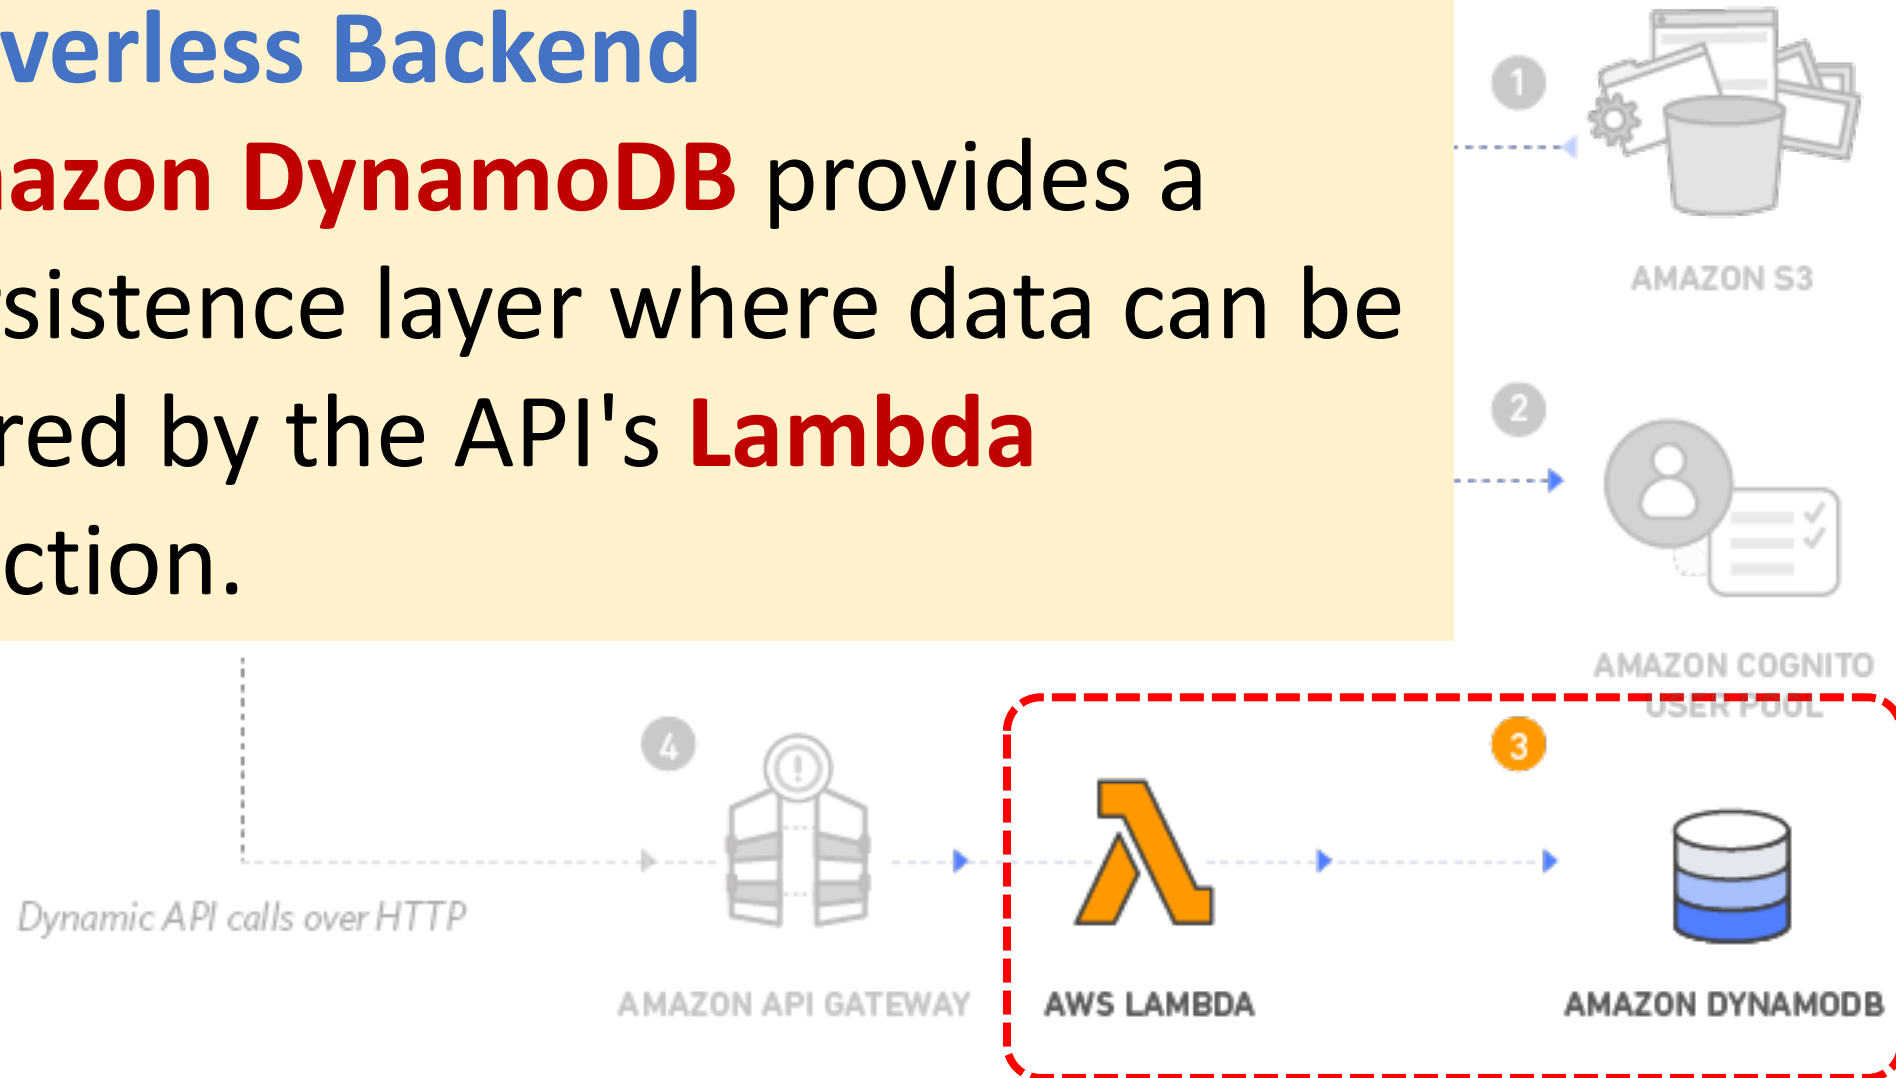 verless Backend
azon DynamoDB provides a
sistence layer where data can be
red by the API's Lambda
ction.
1
AMAZON S3
2
AMAZON COGNITO
USER POOL
4
3
Dynamic API calls over HTTP
AMAZON API GATEWAY
AWS LAMBDA
AMAZON DYNAMODB